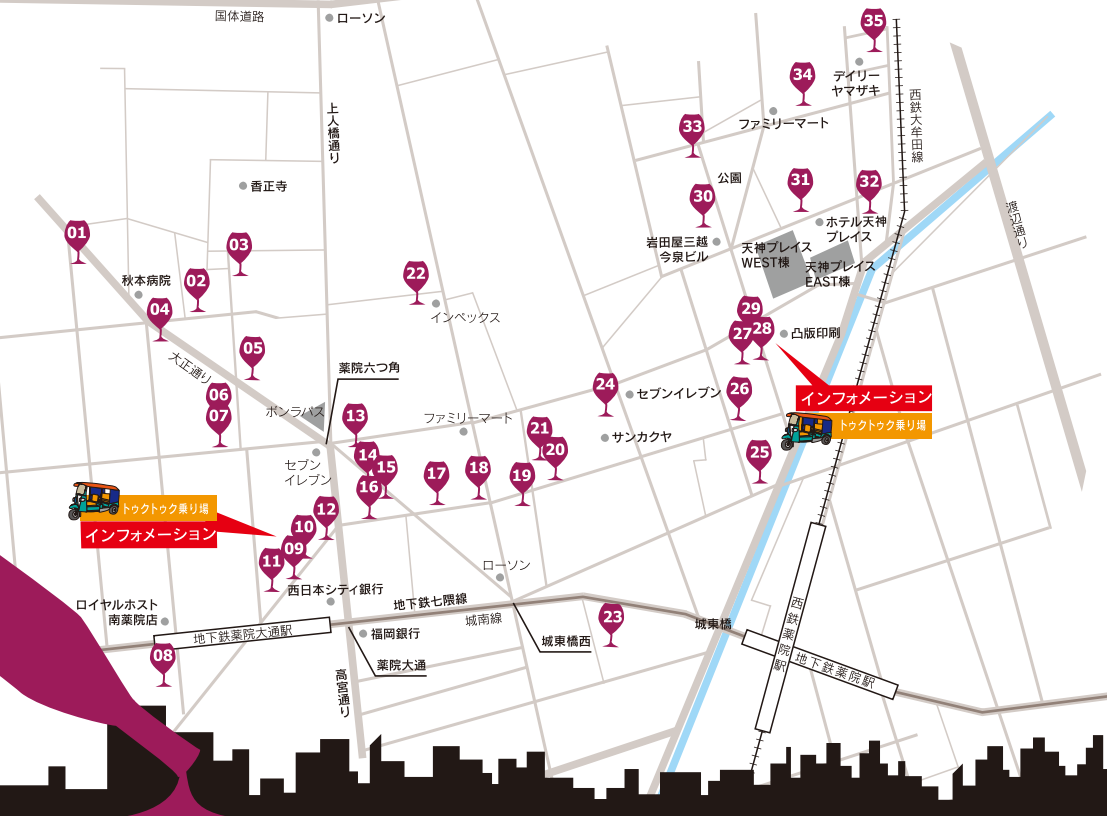 国体道路
ローソン
35
デイリー
ヤマザキ
34
ファミリーマート
西鉄大牟田線
上人橋通り
33
香正寺
公園
31
32
30
渡辺通り
ホテル天神
プレイス
岩田屋三越
今泉ビル
天神プレイス
WEST棟
天神プレイス
EAST棟
01
03
秋本病院
02
22
04
インペックス
29
27
28
凸版印刷
05
大正通り
薬院六つ角
06
07
ボンラパス
13
ファミリーマート
24
セブンイレブン
26
インフォメーション
トゥクトゥク乗り場
サンカクヤ
21
20
25
セブン
イレブン
14
15
16
17
18
19
トゥクトゥク乗り場
インフォメーション
12
10
09
11
西日本シティ銀行
ローソン
ロイヤルホスト
南薬院店
地下鉄七隈線
城南線
地下鉄薬院大通駅
福岡銀行
23
城東橋
城東橋西
西鉄薬院駅
地下鉄薬院駅
08
薬院大通
高宮通り